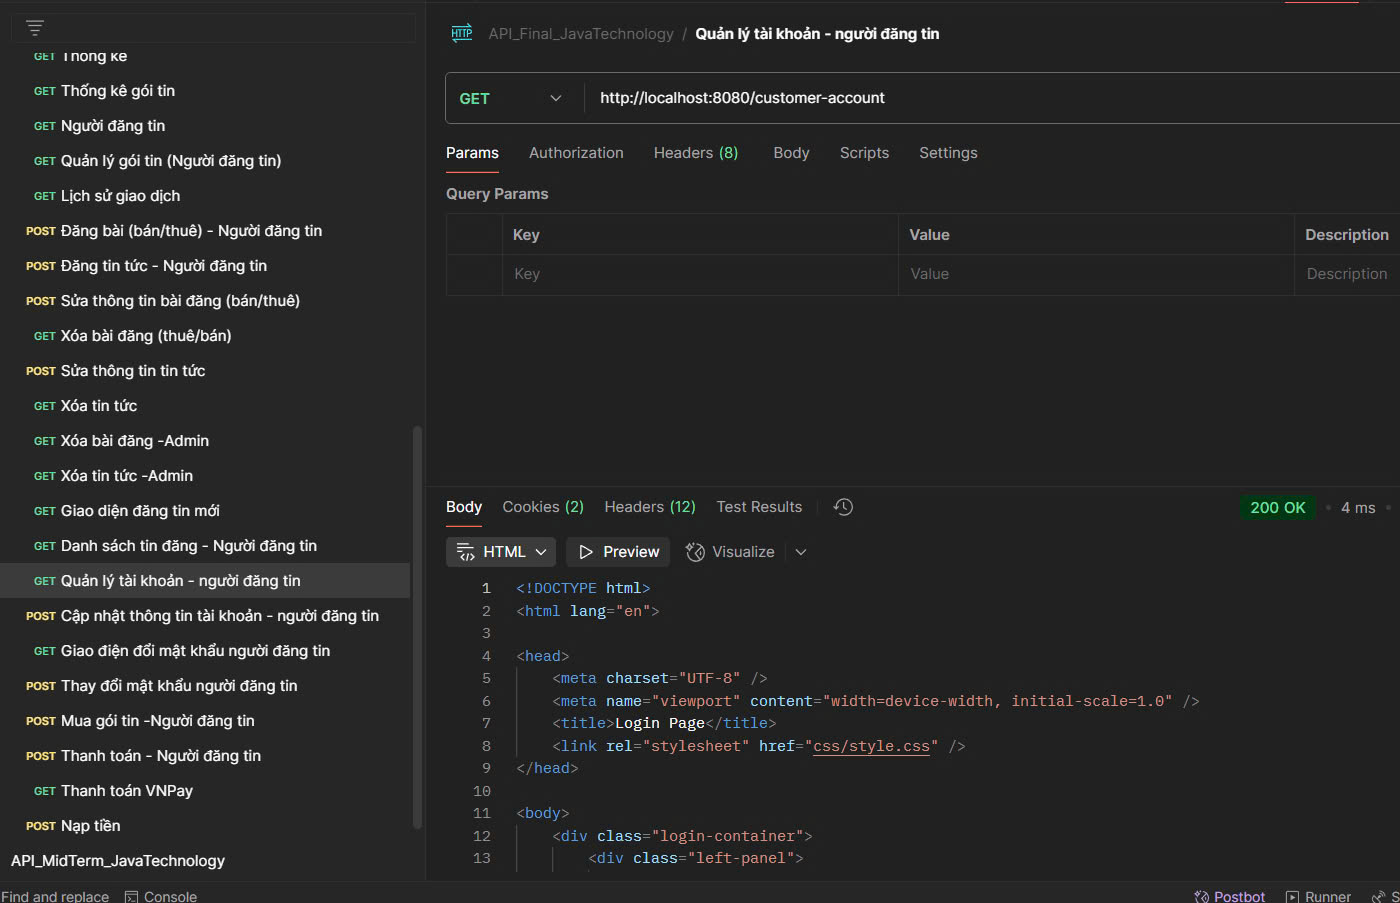 GET Thống kê
GET Thống kê gói tin
GET Người đăng tin
GET Quản lý gói tin (Người đăng tin)
GET Lịch sử giao dịch
POST Đăng bài (bán/thuê) - Người đăng tin
POST Đăng tin tức - Người đăng tin
POST Sửa thông tin bài đăng (bán/thuê)
GET Xóa bài đăng (thuê/bán)
POST Sửa thông tin tin tức
GET Xóa tin tức
GET Xóa bài đăng -Admin
GET Xóa tin tức -Admin
GET Giao diện đăng tin mới
GET Danh sách tin đăng - Người đăng tin
GET Quản lý tài khoản - người đăng tin
POST Cập nhật thông tin tài khoản - người đăng tin
GET Giao điện đổi mật khẩu người đăng tin
POST Thay đổi mật khẩu người đăng tin
POST Mua gói tin -Người đăng tin
POST Thanh toán - Người đăng tin
GET Thanh toán VNPay
POST Nạp tiền
API_MidTerm_JavaTechnology
HTTP API_Final_JavaTechnology / Quản lý tài khoản - người đăng tin
GET http://localhost:8080/customer-account
Params Authorization Headers (8) Body Scripts Settings
Query Params
Key Value Description
Key Value Description
Body Cookies (2) Headers (12) Test Results 200 OK • 4 ms •
HTML Preview Visualize
1 <!DOCTYPE html>
2 <html lang="en">
3
4 <head>
5 <meta charset="UTF-8" />
6 <meta name="viewport" content="width=device-width, initial-scale=1.0" />
7 <title>Login Page</title>
8 <link rel="stylesheet" href="css/style.css" />
9 </head>
10
11 <body>
12 <div class="login-container">
13 <div class="left-panel">
Find and replace Console Postbot Runner S